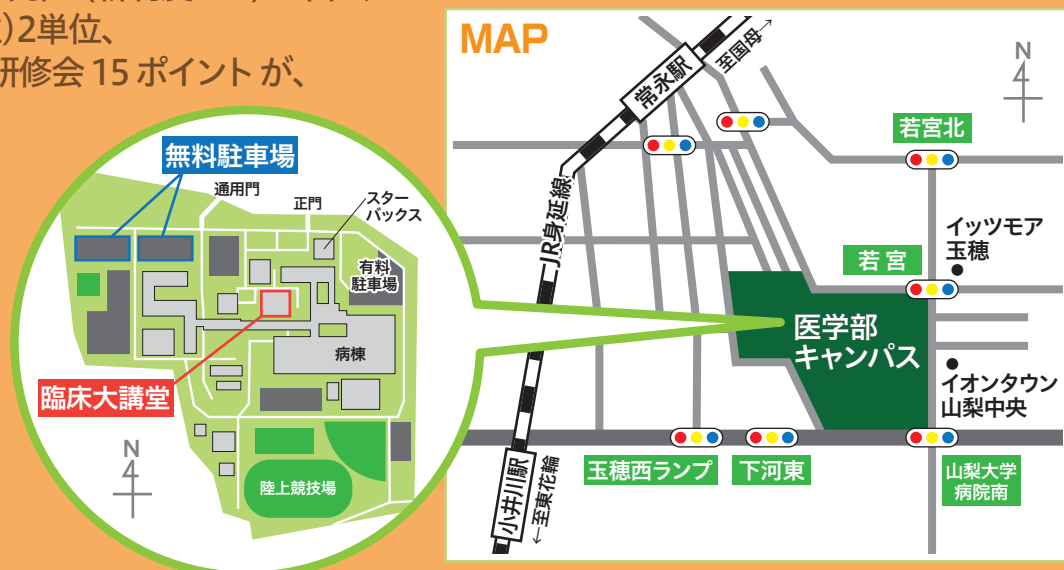 )2単位、
研修会 15 ポイント が、
MAP
至国母→
常永駅
N
若宮北
JR身延線
イッツモア
玉穂
若 宮
医学部
キャンパス
イオンタウン
山梨中央
玉穂西ランプ
下河東
山梨大学
病院南
小井川駅
←至東花輪
無料駐車場
通用門
正門
スター
バックス
有料
駐車場
病棟
臨床大講堂
N
陸上競技場